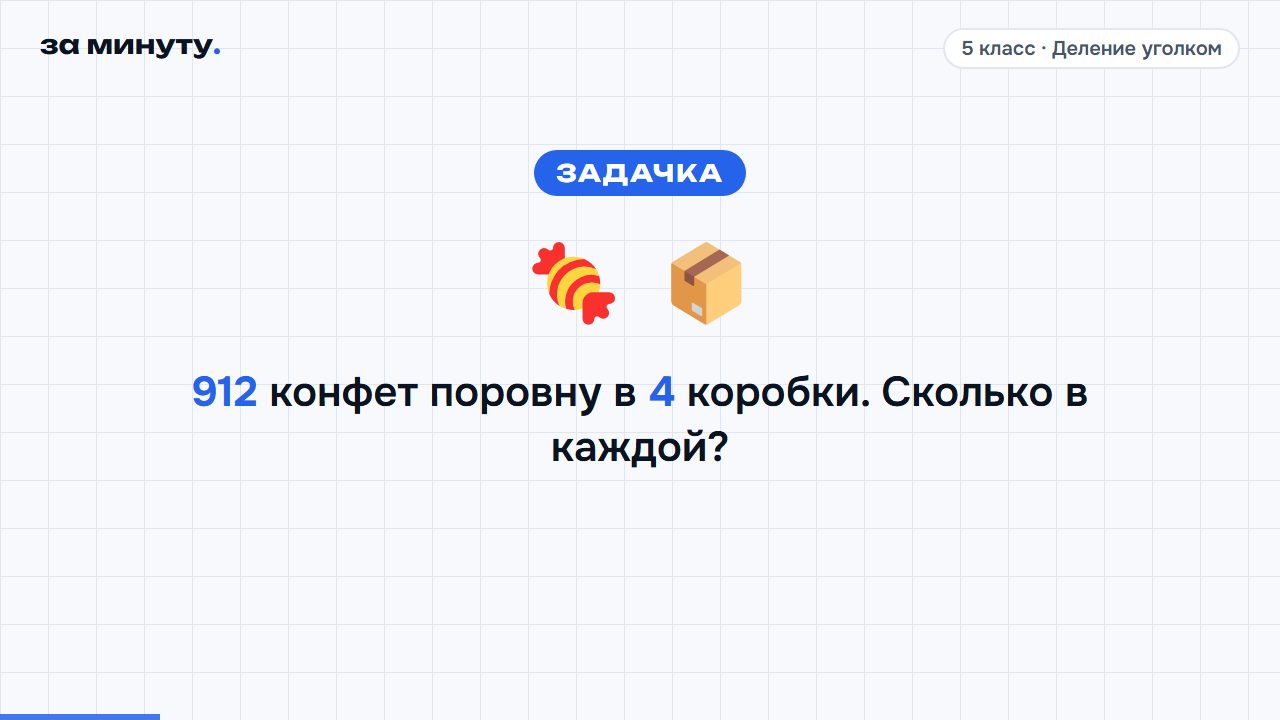 за минуту.
5 класс · Деление уголком
ЗАДАЧКА
912 конфет поровну в 4 коробки. Сколько в
каждой?